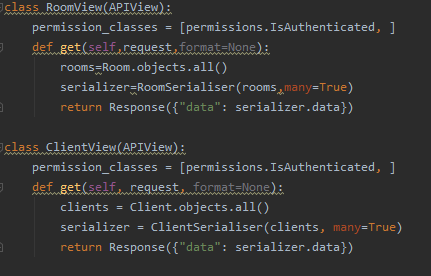 class RoomView(APIView):
    permission_classes = [permissions.IsAuthenticated, ]
    def get(self,request,format=None):
        rooms=Room.objects.all()
        serializer=RoomSerialiser(rooms,many=True)
        return Response({"data": serializer.data})
class ClientView(APIView):
    permission_classes = [permissions.IsAuthenticated, ]
    def get(self, request, format=None):
        clients = Client.objects.all()
        serializer = ClientSerialiser(clients, many=True)
        return Response({"data": serializer.data})